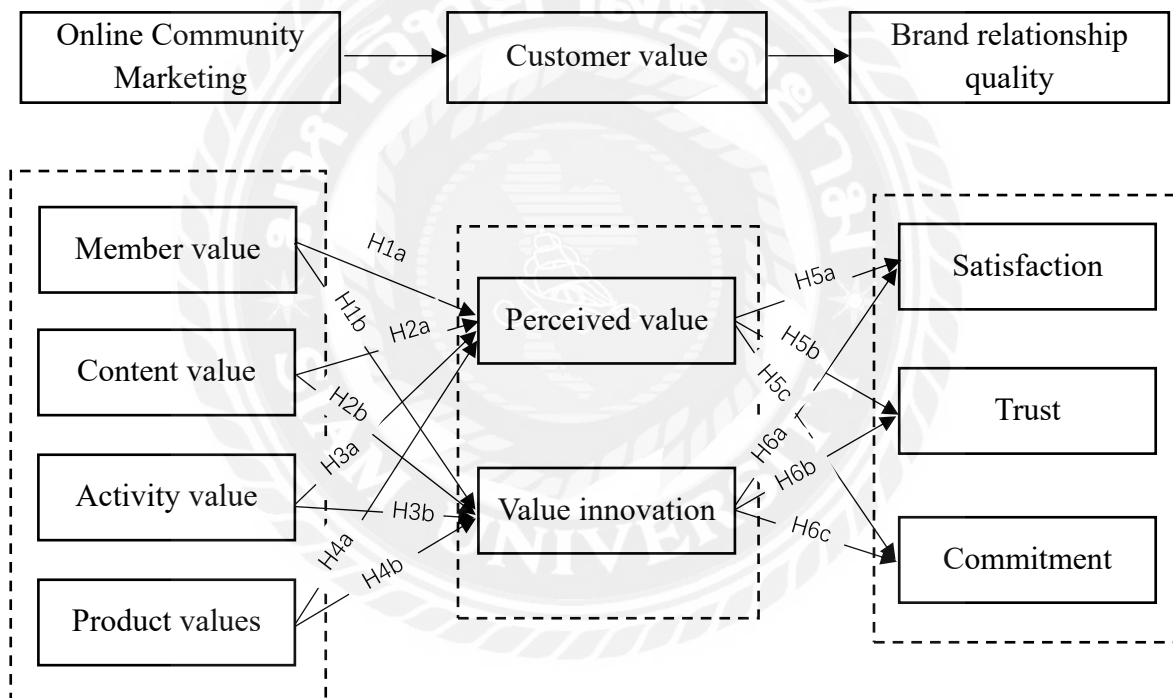 Online Community
Marketing
Customer value
Brand relationship
quality
Member value
Content value
Activity value
Product values
H1a
H1b
H2a
H2b
H3a
H3b
H4a
H4b
Perceived value
Value innovation
H5a
H5b
H5c
H6a
H6b
H6c
Satisfaction
Trust
Commitment